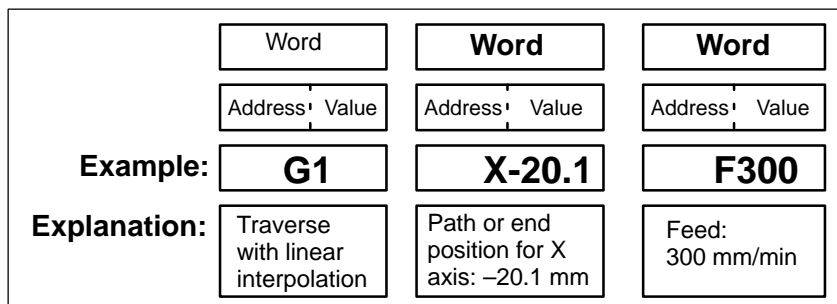 Word Word Word
Address Value Address Value Address Value
Example: G1 X-20.1 F300
Explanation: Traverse
with linear
interpolation
Path or end
position for X
axis: –20.1 mm
Feed:
300 mm/min